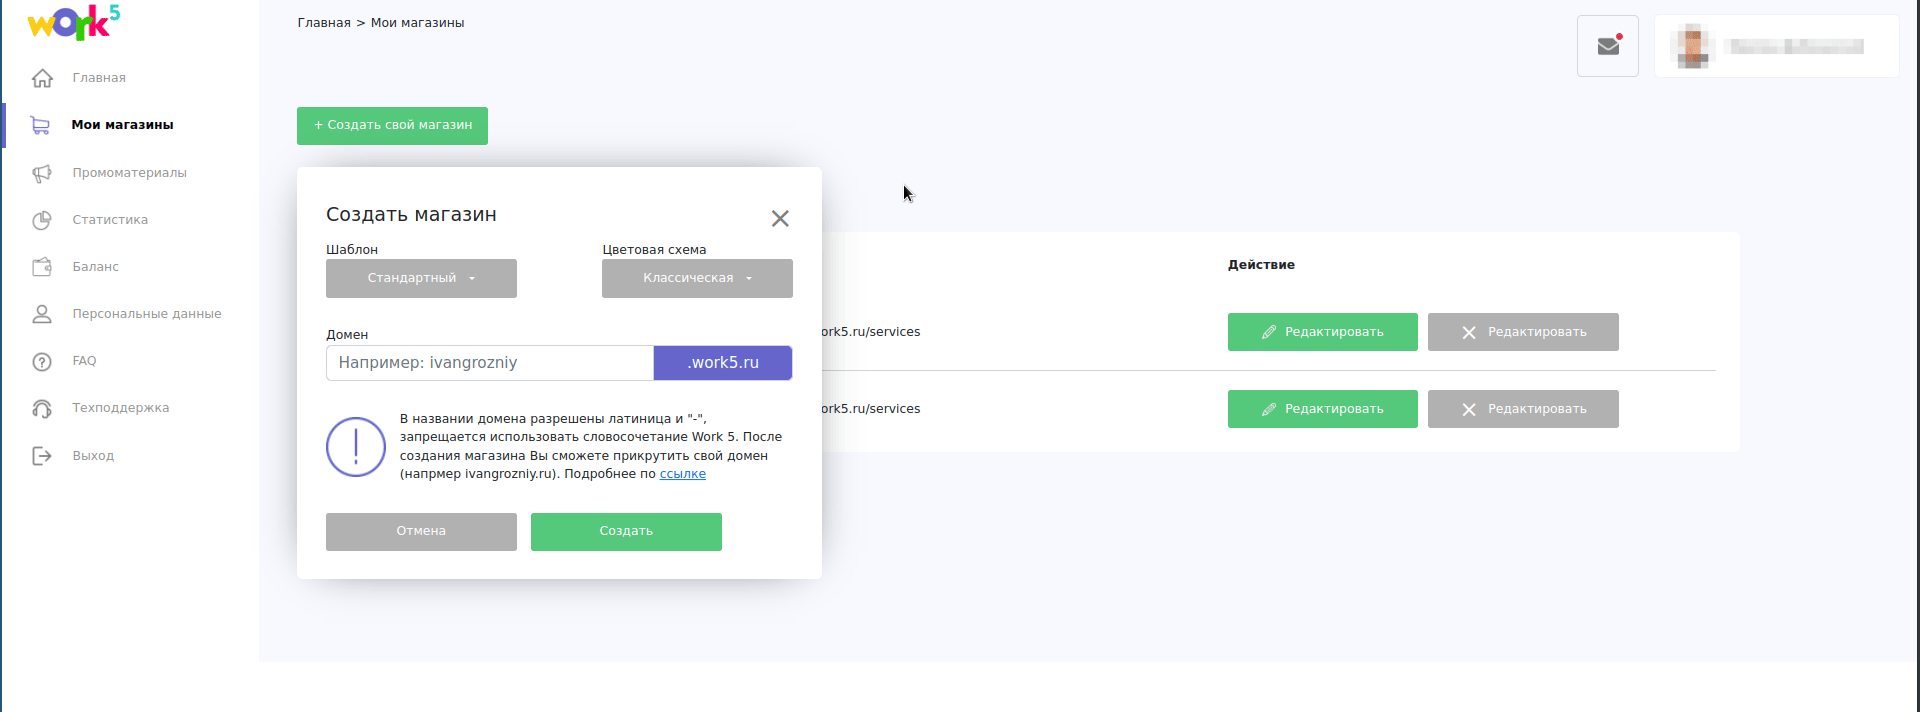 work5
Главная > Мои магазины
Главная
Мои магазины
Промоматериалы
Статистика
Баланс
Персональные данные
FAQ
Техподдержка
Выход
+ Создать свой магазин
Создать магазин
Шаблон
Цветовая схема
Стандартный
Классическая
Домен
Например: ivangrozniy
.work5.ru
В названии домена разрешены латиница и "-",
запрещается использовать словосочетание Work 5. После
создания магазина Вы сможете прикрутить свой домен
(напрмер ivangrozniy.ru). Подробнее по ссылке
Отмена
Создать
Действие
ork5.ru/services
Редактировать
Редактировать
ork5.ru/services
Редактировать
Редактировать